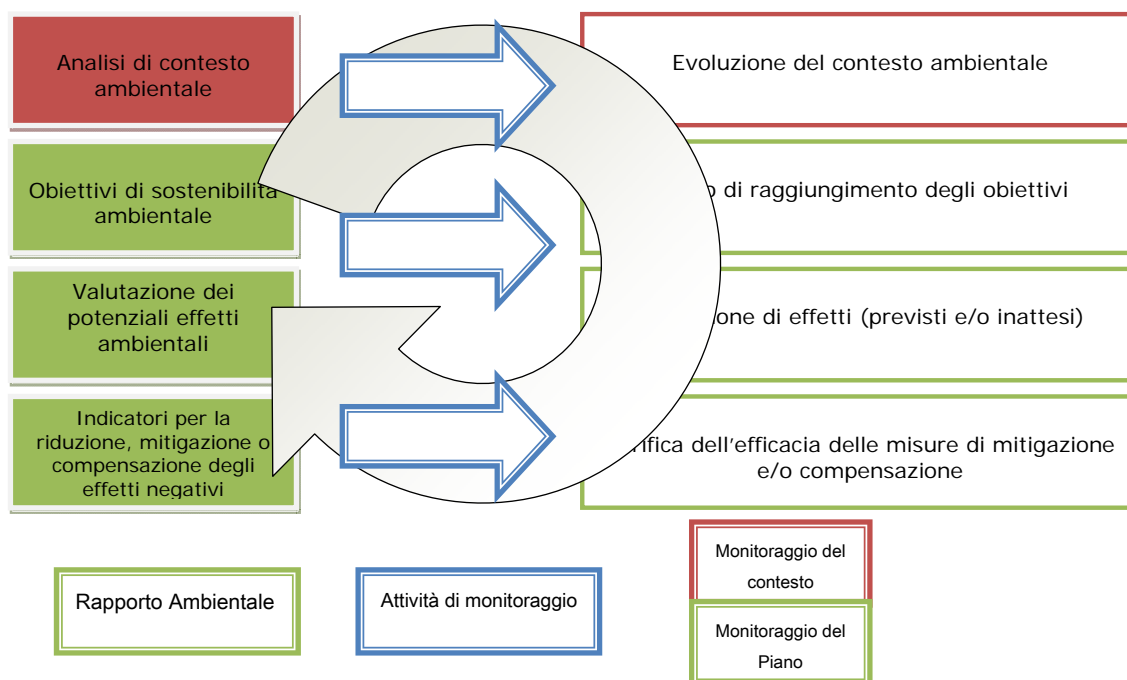 Analisi di contesto
ambientale
Evoluzione del contesto ambientale
Obiettivi di sostenibilità
ambientale
di raggiungimento degli obiettivi
Valutazione dei
potenziali effetti
ambientali
di effetti (previsti e/o inattesi)
Indicatori per la
riduzione, mitigazione o
compensazione degli
effetti negativi
dell'efficacia delle misure di mitigazione
e/o compensazione
Rapporto Ambientale
Attività di monitoraggio
Monitoraggio del
contesto
Monitoraggio del
Piano